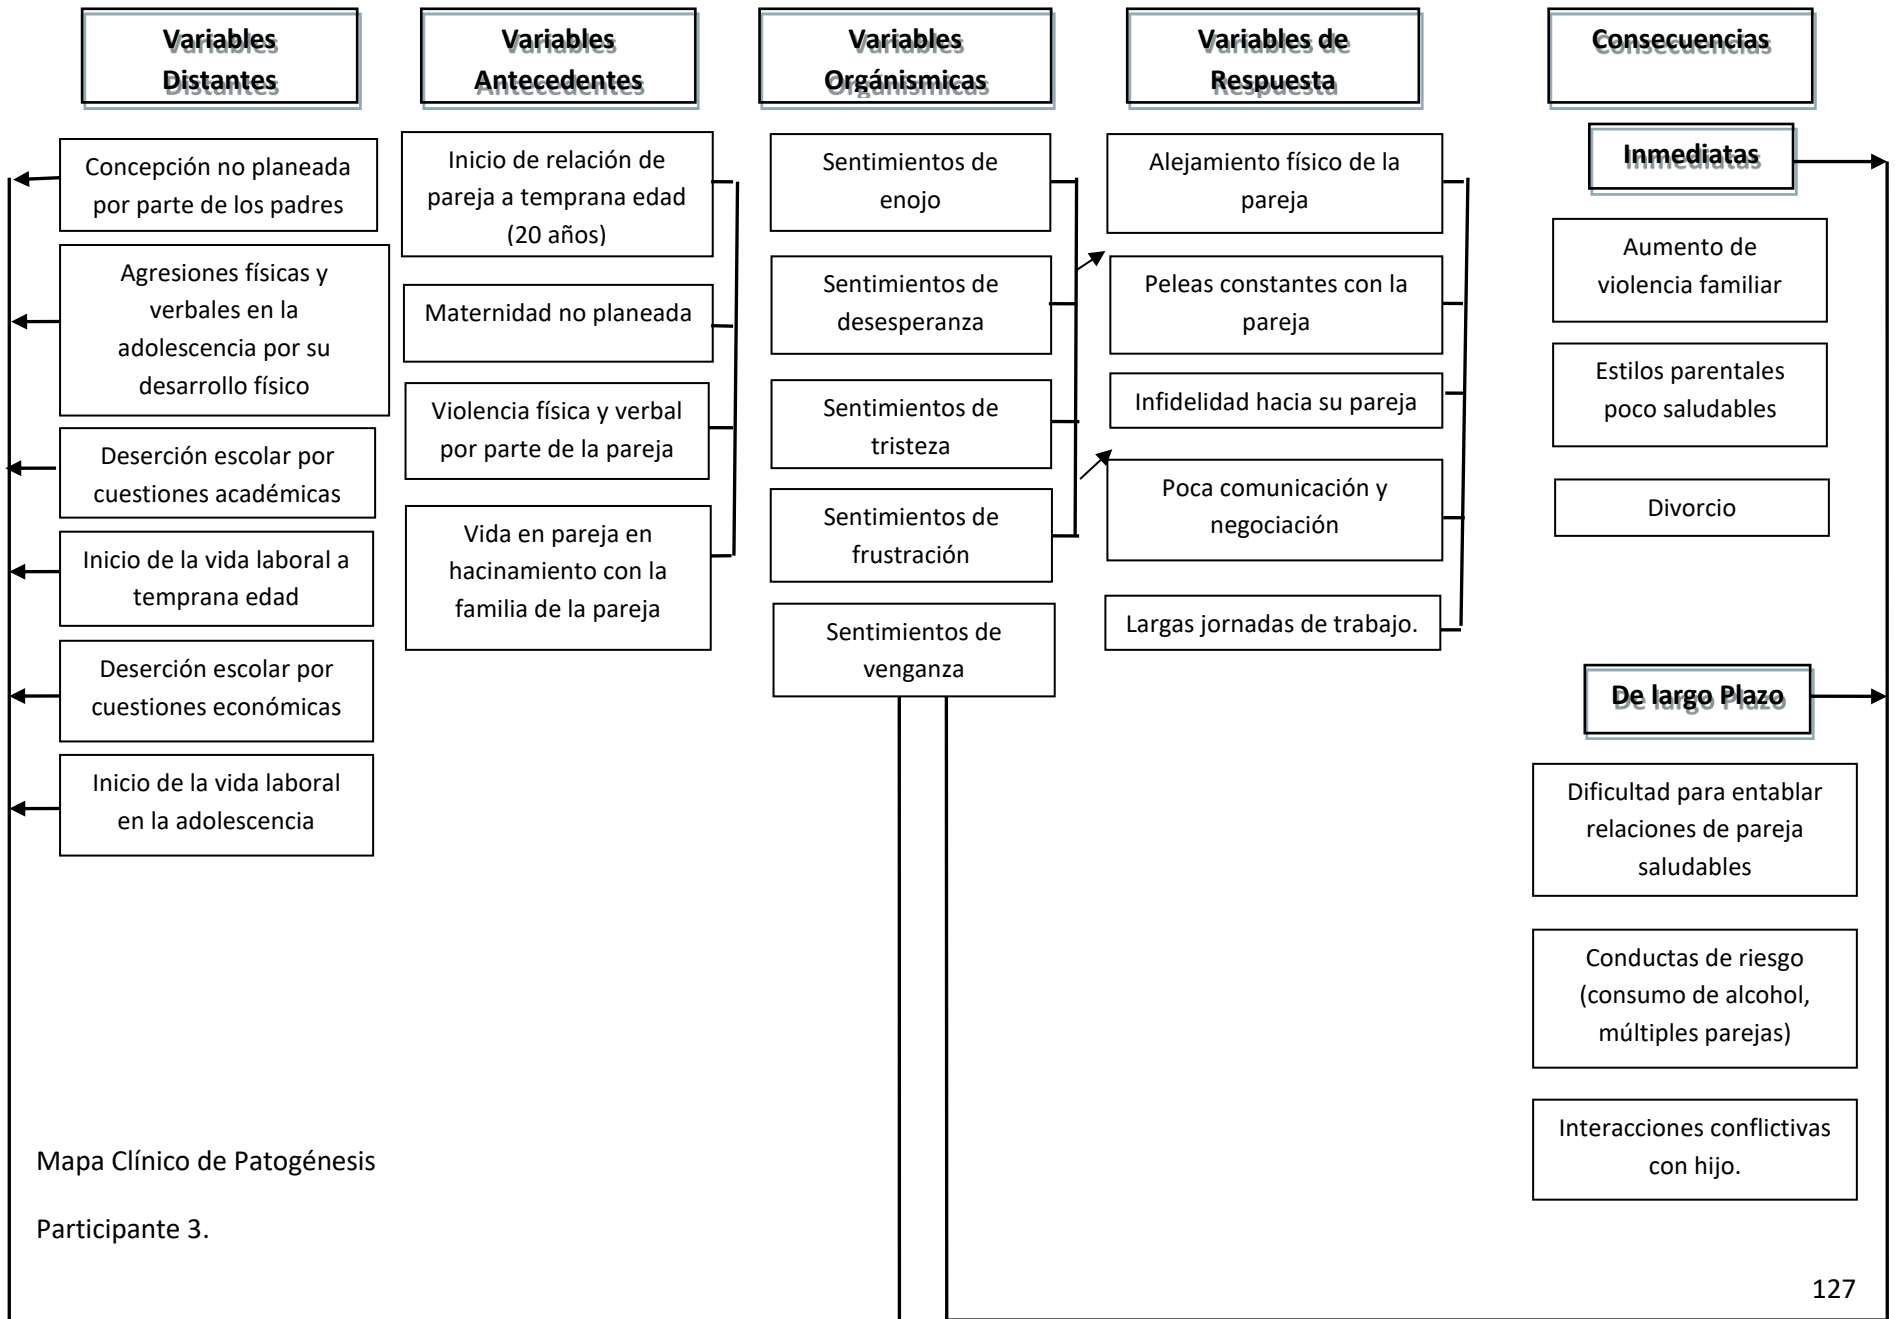 Variables
Distantes
Concepción no planeada
por parte de los padres
Agresiones físicas y
verbales en la
adolescencia por su
desarrollo físico
Deserción escolar por
cuestiones académicas
Inicio de la vida laboral a
temprana edad
Deserción escolar por
cuestiones económicas
Inicio de la vida laboral
en la adolescencia
Variables
Antecedentes
Inicio de relación de
pareja a temprana edad
(20 años)
Maternidad no planeada
Violencia física y verbal
por parte de la pareja
Vida en pareja en
hacinamiento con la
familia de la pareja
Variables
Orgánismicas
Sentimientos de
enojo
Sentimientos de
desesperanza
Sentimientos de
tristeza
Sentimientos de
frustración
Sentimientos de
venganza
Variables de
Respuesta
Alejamiento físico de la
pareja
Peleas constantes con la
pareja
Infidelidad hacia su pareja
Poca comunicación y
negociación
Largas jornadas de trabajo.
Consecuencias
Inmediatas
Aumento de
violencia familiar
Estilos parentales
poco saludables
Divorcio
De largo Plazo
Dificultad para entablar
relaciones de pareja
saludables
Conductas de riesgo
(consumo de alcohol,
múltiples parejas)
Interacciones conflictivas
con hijo.
Mapa Clínico de Patogénesis
Participante 3.
127